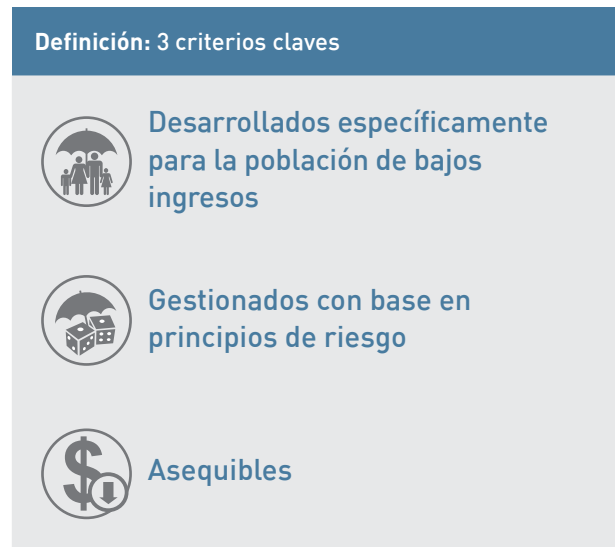 Definición: 3 criterios claves
Desarrollados específicamente
para la población de bajos
ingresos
Gestionados con base en
principios de riesgo
Asequibles